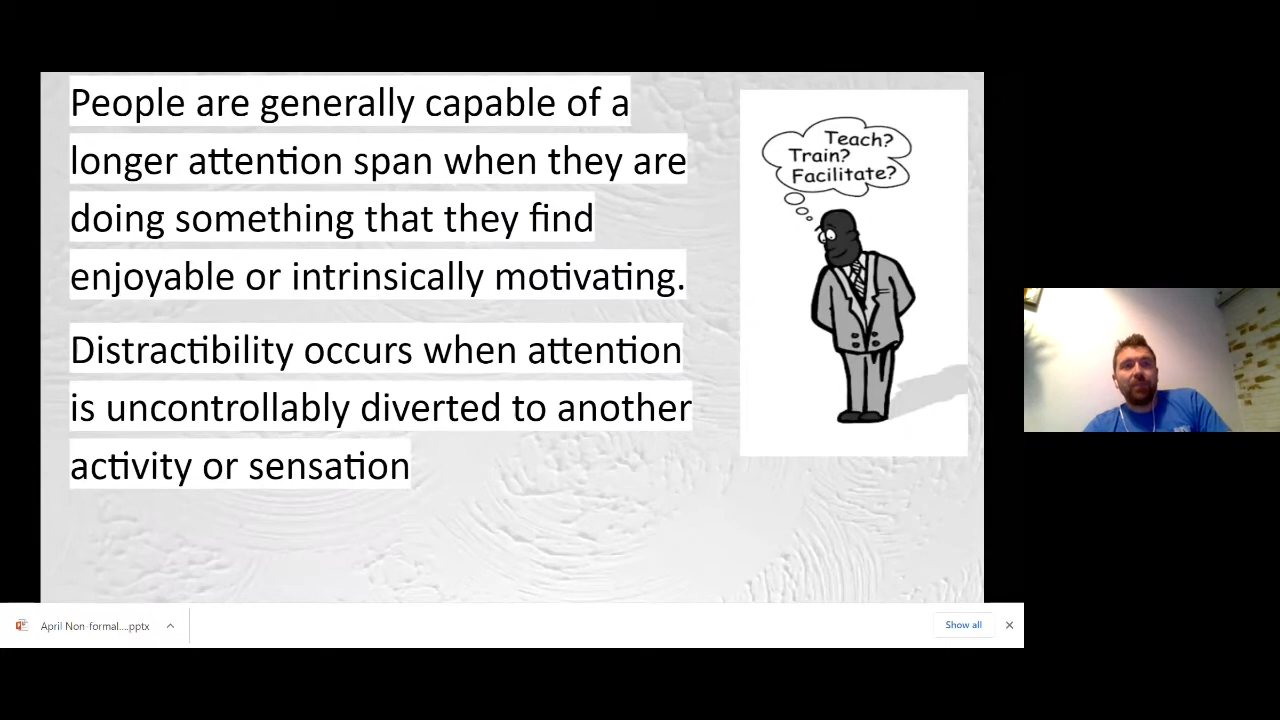 People are generally capable of a
longer attention span when they are
doing something that they find
enjoyable or intrinsically motivating.
Distractibility occurs when attention
is uncontrollably diverted to another
activity or sensation
Teach?
Train?
Facilitate?
April Non-formal....pptx
Show all